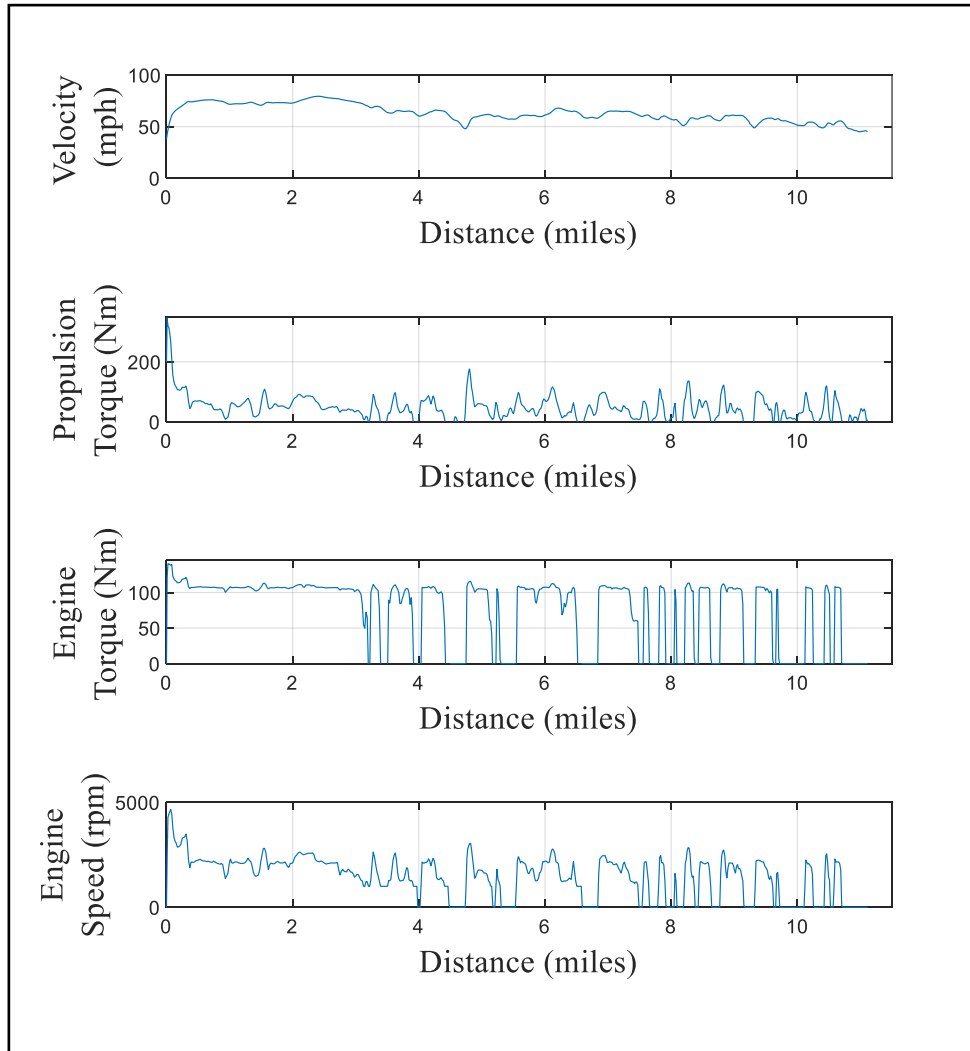 Velocity
(mph)
100
50
0
0 2 4 6 8 10
Distance (miles)
Propulsion
Torque (Nm)
200
0
0 2 4 6 8 10
Distance (miles)
Engine
Torque (Nm)
100
50
0
0 2 4 6 8 10
Distance (miles)
Engine
Speed (rpm)
5000
0
0 2 4 6 8 10
Distance (miles)